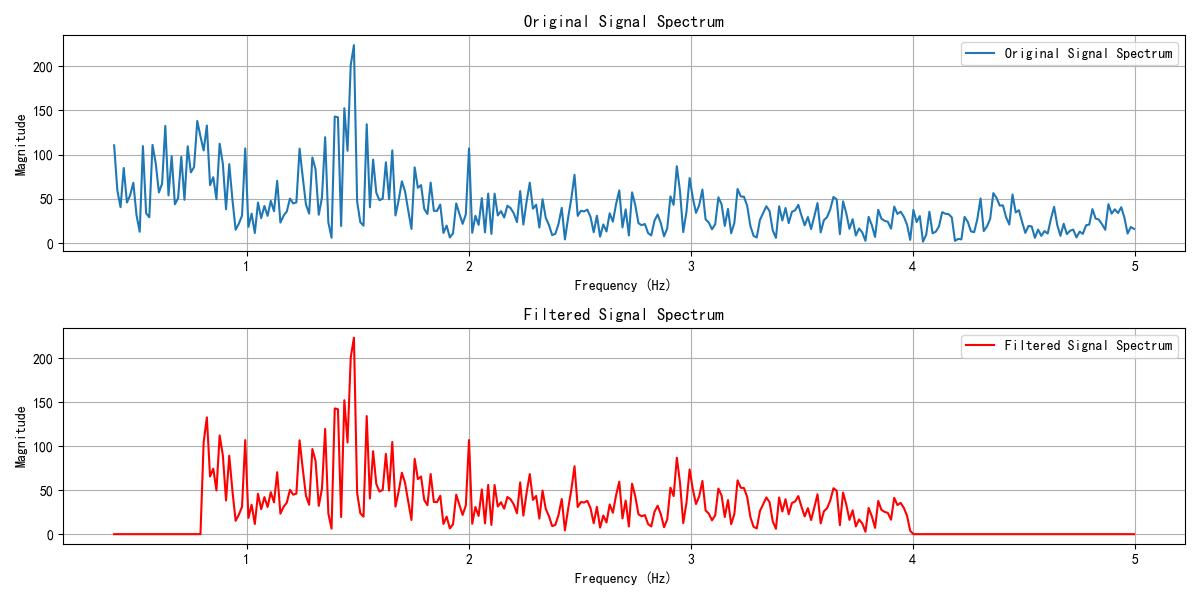 Original Signal Spectrum
Original Signal Spectrum
Magnitude
200
150
100
50
0
1 2 3 4 5
Frequency (Hz)
Filtered Signal Spectrum
Filtered Signal Spectrum
Magnitude
200
150
100
50
0
1 2 3 4 5
Frequency (Hz)